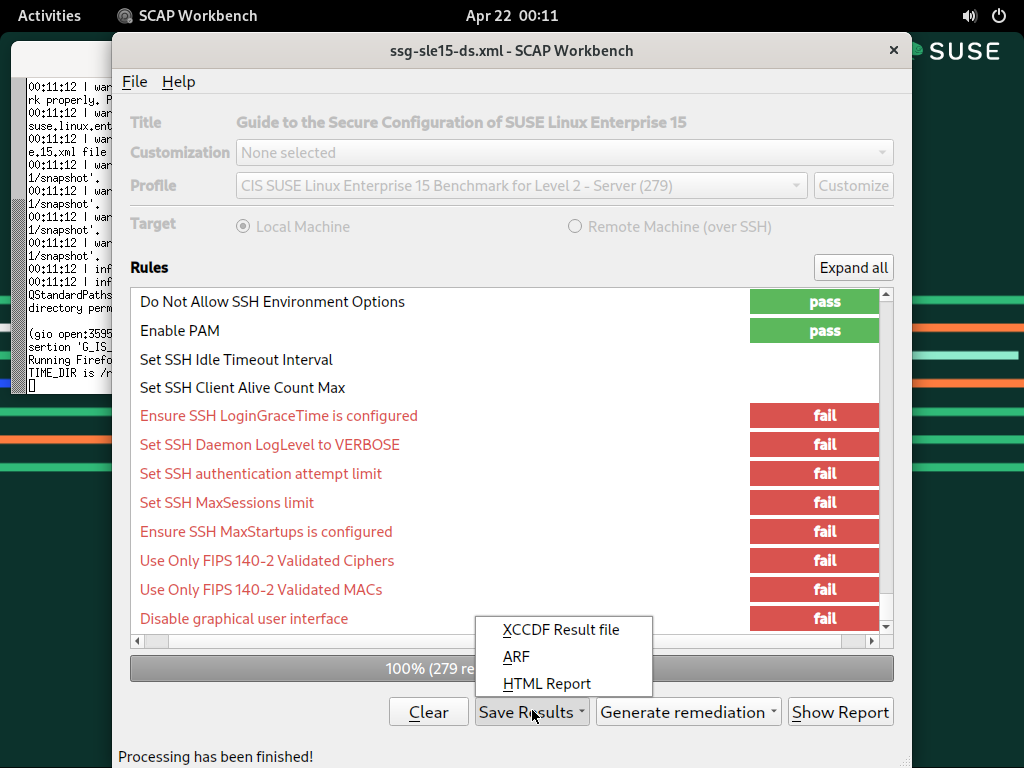 Activities SCAP Workbench Apr 22 00:11
ssg-sle15-ds.xml - SCAP Workbench
SUSE
File Help
00:11:12 | war
rk properly. P
00:11:12 | war
suse.linux.ent
00:11:12 | war
e.15.xml file
00:11:12 | war
1/snapshot'.
00:11:12 | war
1/snapshot'.
00:11:12 | war
1/snapshot'.
00:11:12 | war
1/snapshot'.
00:11:12 | inf
00:11:12 | inf
QStandardPaths
directory perm
(gio open:3595
sertion 'G_IS_
Running Firefo
TIME_DIR is /r
Title Guide to the Secure Configuration of SUSE Linux Enterprise 15
Customization None selected
Profile CIS SUSE Linux Enterprise 15 Benchmark for Level 2 - Server (279) Customize
Target Local Machine Remote Machine (over SSH)
Rules Expand all
Do Not Allow SSH Environment Options pass
Enable PAM pass
Set SSH Idle Timeout Interval
Set SSH Client Alive Count Max
Ensure SSH LoginGraceTime is configured fail
Set SSH Daemon LogLevel to VERBOSE fail
Set SSH authentication attempt limit fail
Set SSH MaxSessions limit fail
Ensure SSH MaxStartups is configured fail
Use Only FIPS 140-2 Validated Ciphers fail
Use Only FIPS 140-2 Validated MACs fail
Disable graphical user interface fail
XCCDF Result file
ARF
HTML Report
100% (279 re
Clear Save Results Generate remediation Show Report
Processing has been finished!